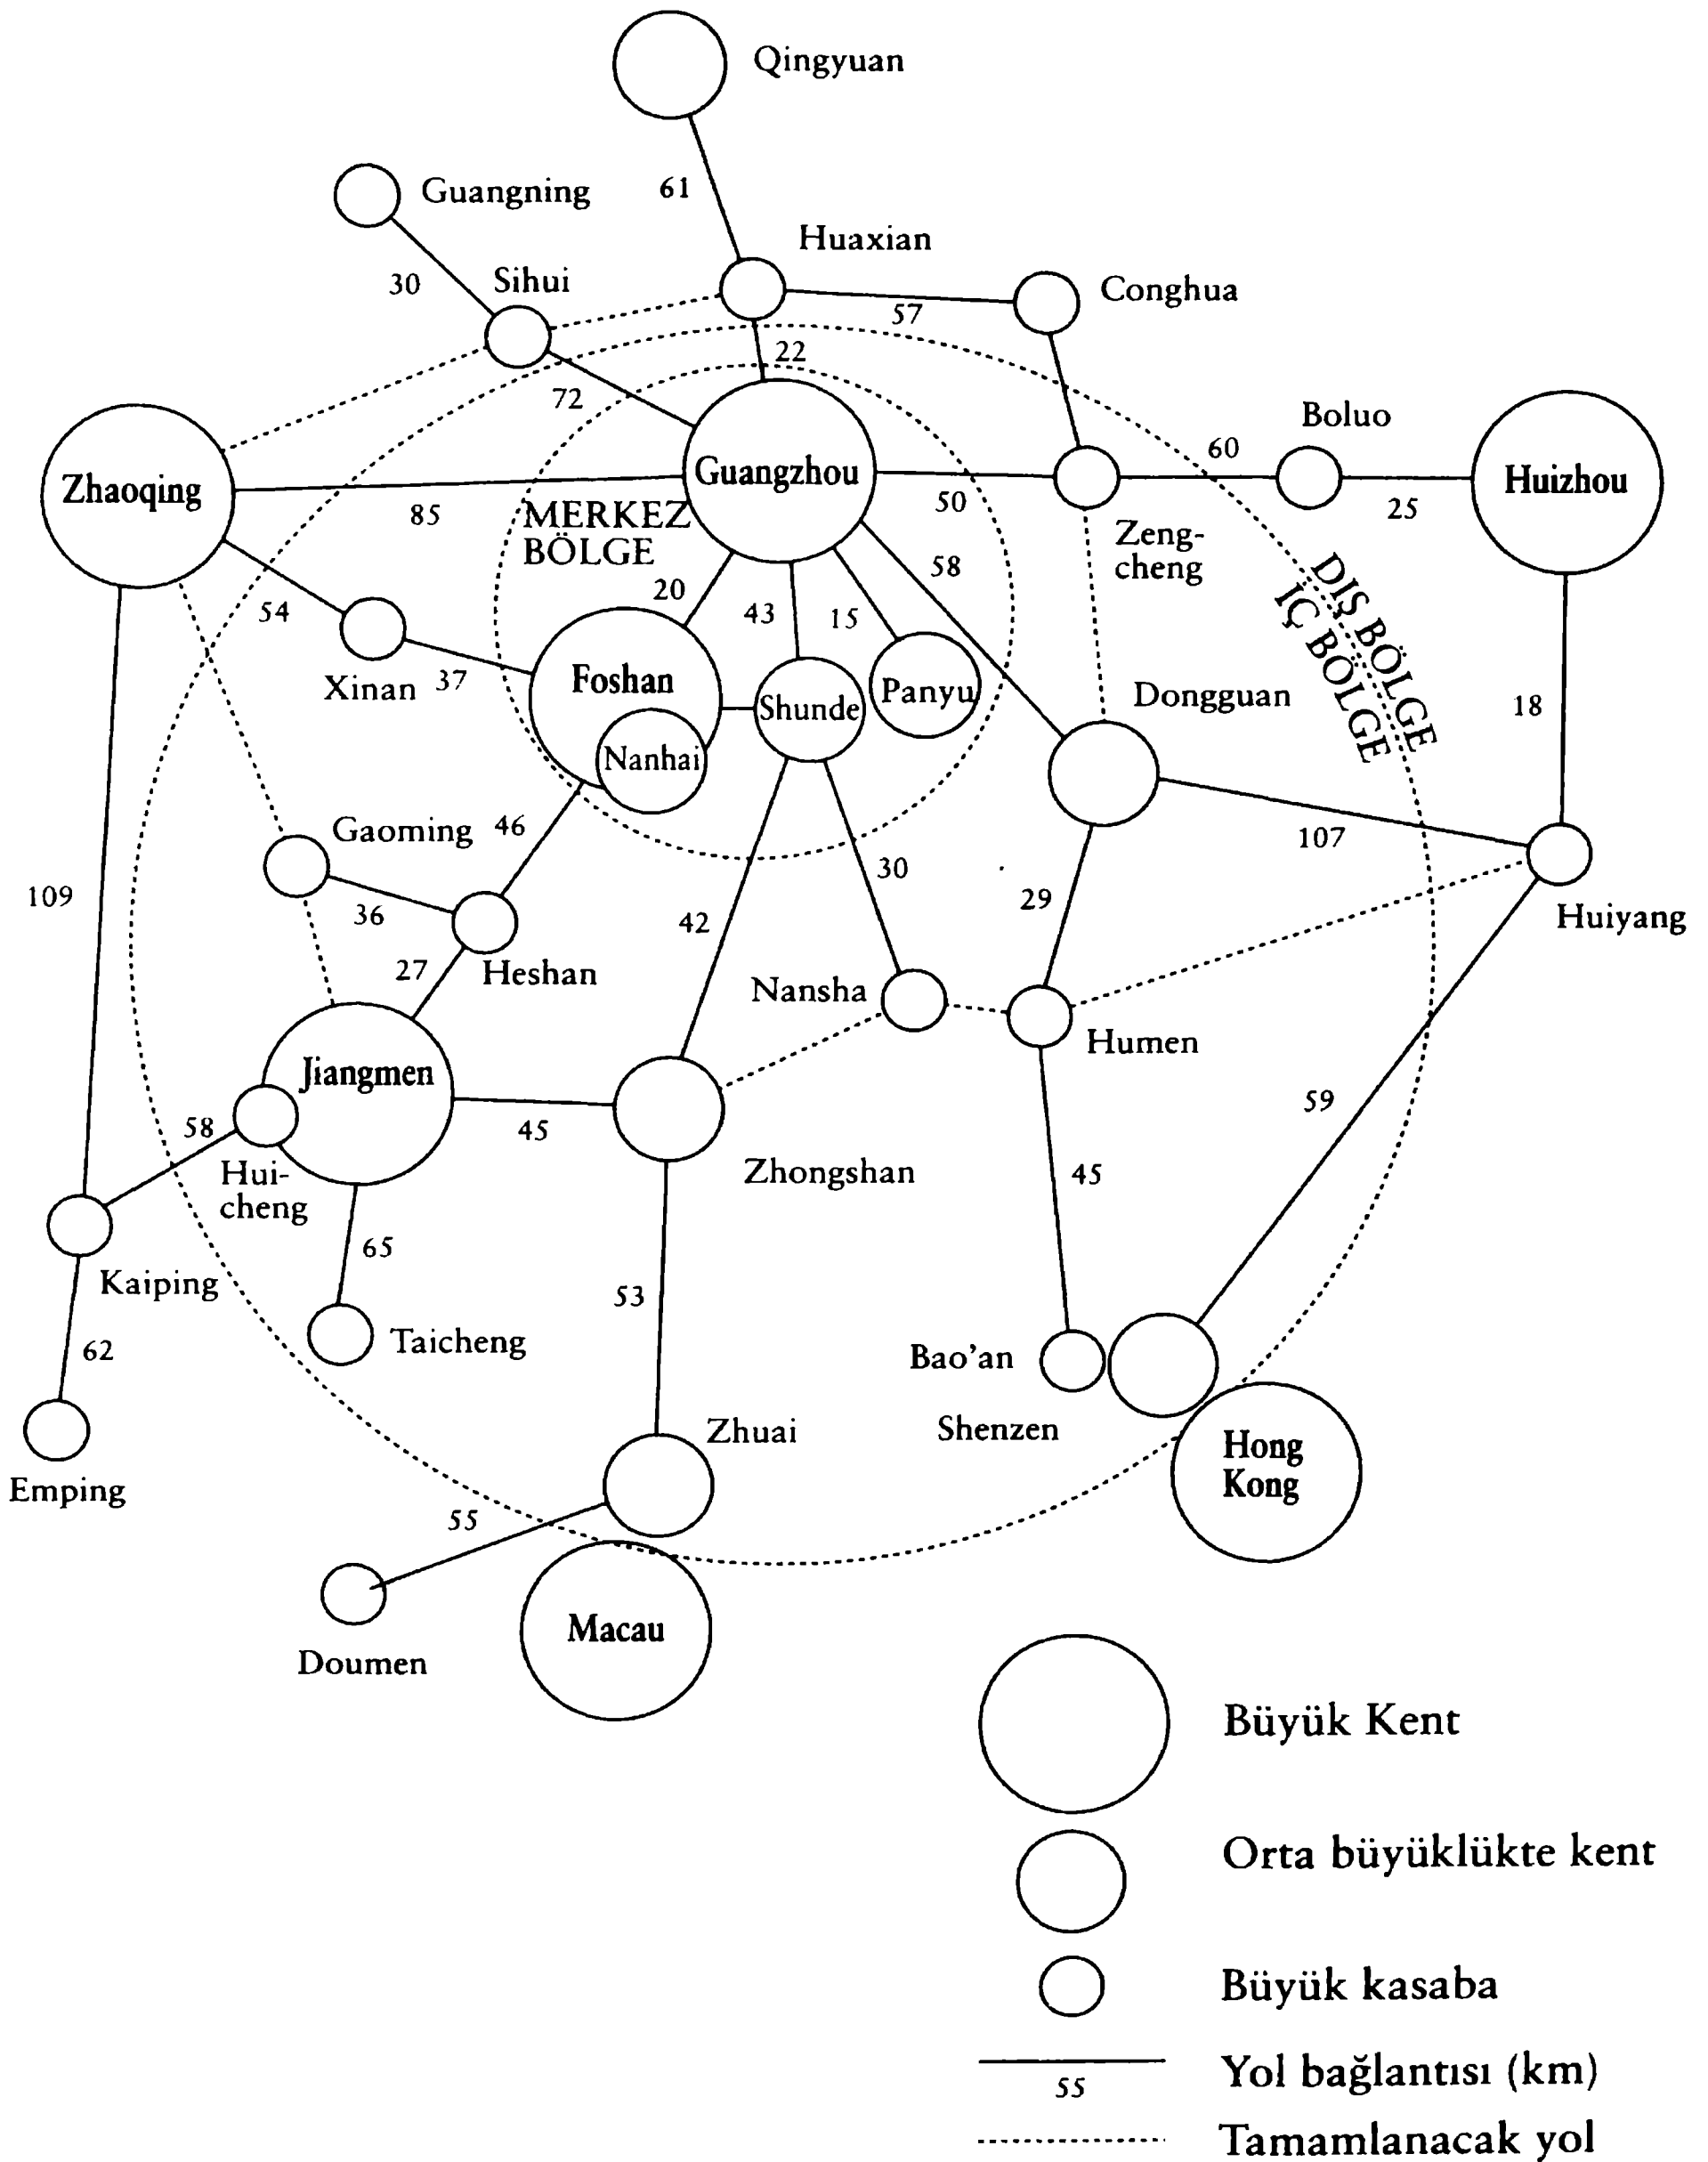 Qingyuan
Guangning
61
Huaxian
30
Sihui
Conghua
57
22
72
Boluo
60
Zhaoqing
Guangzhou
Huizhou
85
50
25
MERKEZ
BÖLGE
Zeng-
cheng
58
20
43
15
DIŞ BÖLGE
İÇ BÖLGE
54
Xinan
37
Foshan
Shunde
Panyu
Dongguan
18
Nanhai
Gaoming
46
107
109
36
30
29
Huiyang
42
27
Heshan
Nansha
Humen
Jiangmen
59
58
45
Zhongshan
45
Hui-
cheng
65
Kaiping
53
62
Taicheng
Bao’an
Zhuai
Shenzen
Hong
Kong
Emping
55
Macau
Doumen
Büyük Kent
Orta büyüklükte kent
Büyük kasaba
Yol bağlantısı (km)
55
Tamamlanacak yol